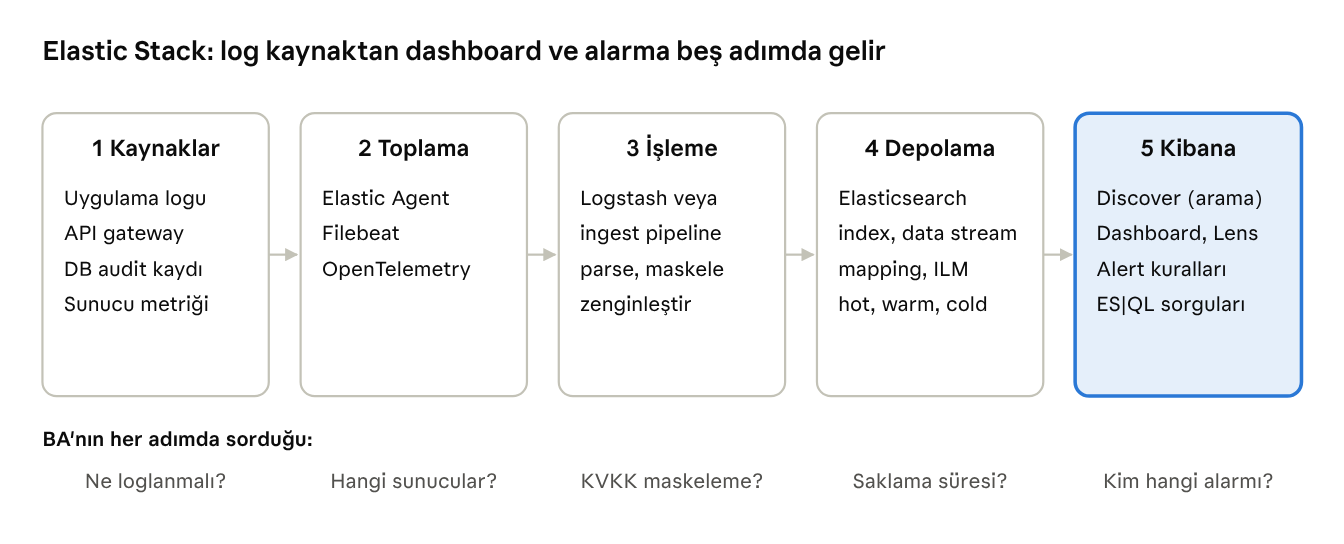 Elastic Stack: log kaynaktan dashboard ve alarma beş adımda gelir
1 Kaynaklar
Uygulama logu
API gateway
DB audit kaydı
Sunucu metriği
2 Toplama
Elastic Agent
Filebeat
OpenTelemetry
3 İşleme
Logstash veya
ingest pipeline
parse, maskele
zenginleştir
4 Depolama
Elasticsearch
index, data stream
mapping, ILM
hot, warm, cold
5 Kibana
Discover (arama)
Dashboard, Lens
Alert kuralları
ES|QL sorguları
BA'nın her adımda sorduğu:
Ne loglanmalı?
Hangi sunucular?
KVKK maskeleme?
Saklama süresi?
Kim hangi alarmı?